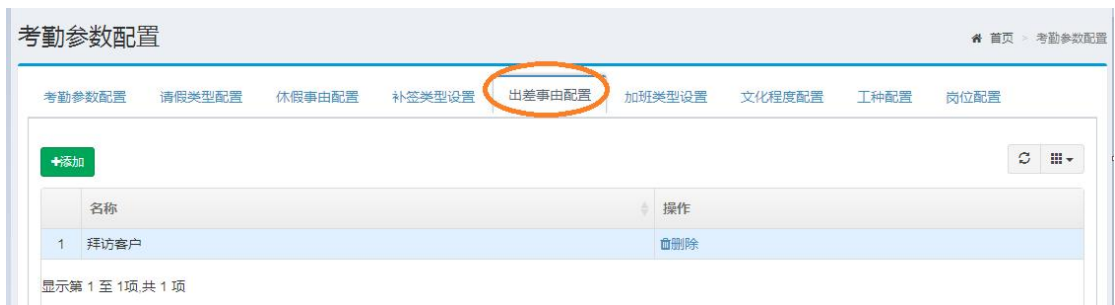 考勤参数配置
首页 > 考勤参数配置
考勤参数配置 请假类型配置 休假事由配置 补签类型设置 出差事由配置 加班类型设置 文化程度配置 工种配置 岗位配置
+添加
名称 操作
1 拜访客户 删除
显示第 1 至 1项,共 1 项